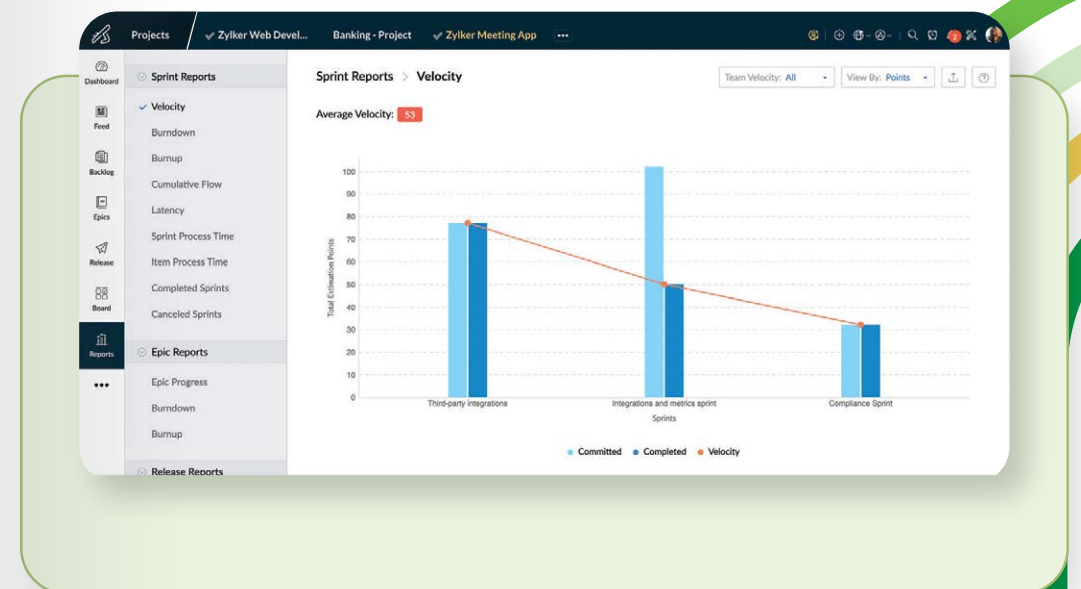 Projects
Zylker Web Devel...
Banking - Project
Zylker Meeting App
2
Dashboard
Feed
Backlog
Epics
Release
Board
Reports
Sprint Reports
Velocity
Burndown
Burnup
Cumulative Flow
Latency
Sprint Process Time
Item Process Time
Completed Sprints
Canceled Sprints
Epic Reports
Epic Progress
Burndown
Burnup
Release Reports
Sprint Reports > Velocity
Team Velocity: All
View By: Points
Average Velocity: 53
Total Estimation Points
100
90
80
70
60
50
40
30
20
10
0
Third-party integrations
Integrations and metrics sprint
Compliance Sprint
Sprints
Committed
Completed
Velocity